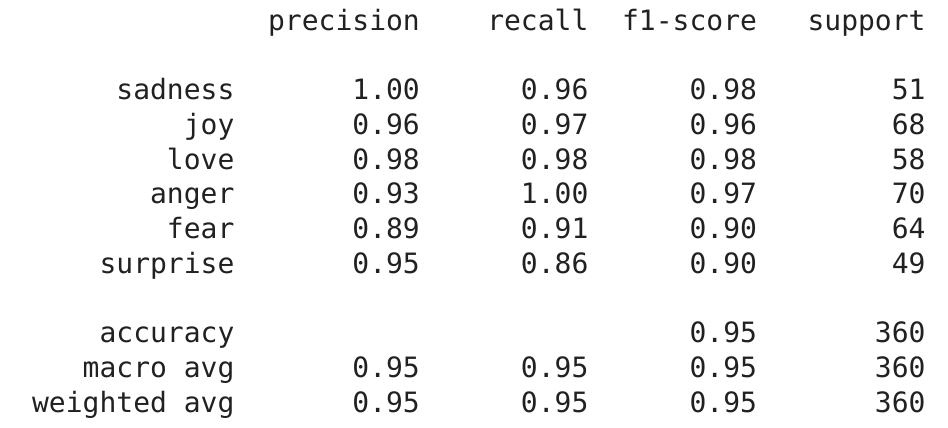 precision recall f1-score support
sadness 1.00 0.96 0.98 51
joy 0.96 0.97 0.96 68
love 0.98 0.98 0.98 58
anger 0.93 1.00 0.97 70
fear 0.89 0.91 0.90 64
surprise 0.95 0.86 0.90 49
accuracy 0.95 360
macro avg 0.95 0.95 0.95 360
weighted avg 0.95 0.95 0.95 360